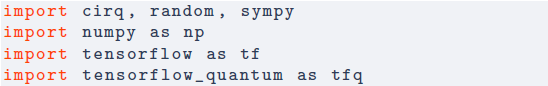 import cirq, random, sympy
import numpy as np
import tensorflow as tf
import tensorflow_quantum as tfq